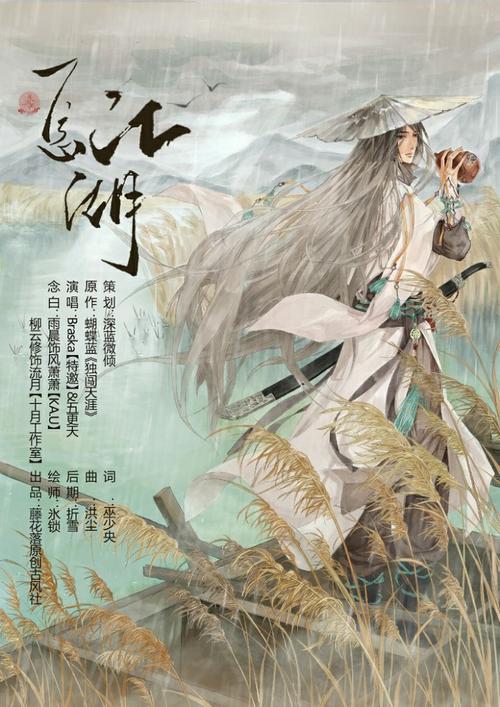 江湖
策划:深蓝微倾
原作:蝴蝶蓝《独闯天涯》
演唱:Braska【特邀】&五更天
念白:雨晨饰风萧萧【KAU】
柳云修饰流月【十月工作室】
词:巫少央
曲:洪尘
后期:折雪
绘师:氷锁
出品:藤花落原创古风社